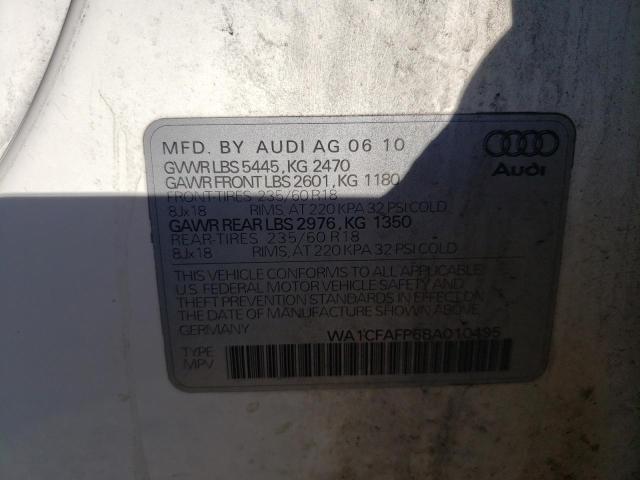 MFD. BY AUDI AG 06 10
GVWR LBS 5445, KG 2470
GAWR FRONT LBS 2601, KG 1180
FRONT-TIRES 235/60 R18
8Jx18 RIMS, AT 220 KPA 32 PSI COLD
GAWR REAR LBS 2976, KG 1350
REAR-TIRES 235/60 R18
8Jx18 RIMS, AT 220 KPA 32 PSI COLD
THIS VEHICLE CONFORMS TO ALL APPLICABLE
U.S. FEDERAL MOTOR VEHICLE SAFETY AND
THEFT PREVENTION STANDARDS IN EFFECT ON
THE DATE OF MANUFACTURE SHOWN ABOVE
GERMANY WA1CFAFP6BA010495
TYPE:
MPV
Audi